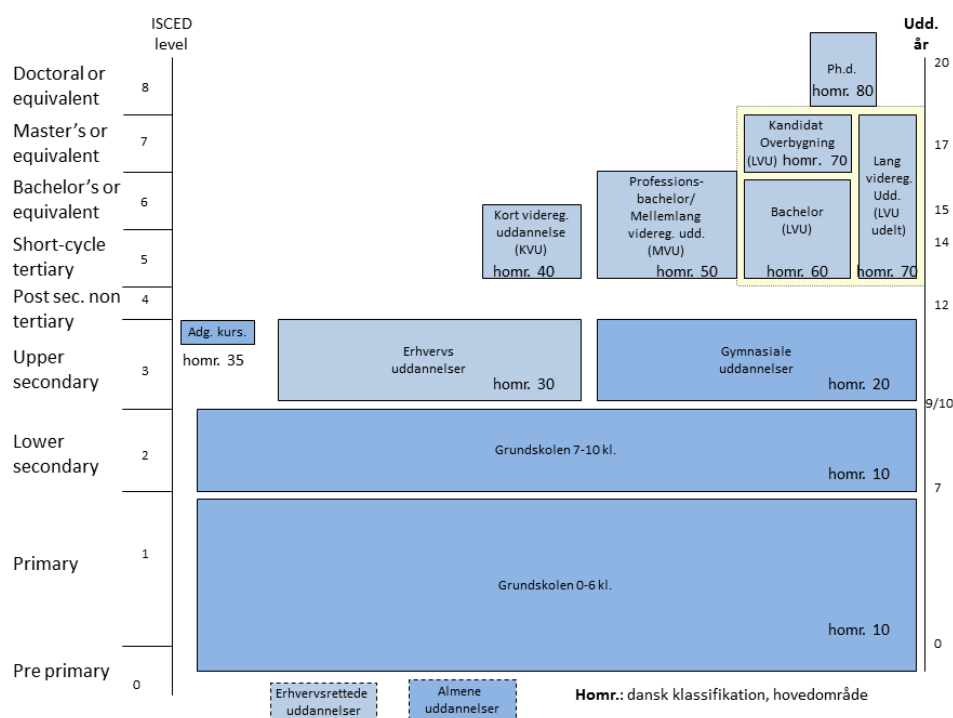 ISCED
level
Udd.
år
Doctoral or
equivalent
8
20
Ph.d.
homr. 80
Master's or
equivalent
7
17
Kandidat
Overbygning
(LVU) homr. 70
Lang
videreg.
Udd.
(LVU
udelt)
homr. 70
Bachelor's or
equivalent
6
15
Kort videreg.
uddannelse
(KVU)
homr. 40
Professions-
bachelor/
Mellemlang
videreg. udd.
(MVU)
homr. 50
Bachelor
(LVU)
homr. 60
Short-cycle
tertiary
5
14
Post sec. non
tertiary
4
12
Adg. kurs.
homr. 35
Upper
secondary
3
Erhvervs
uddannelser
homr. 30
Gymnasiale
uddannelser
homr. 20
9/10
Lower
secondary
2
Grundskolen 7-10 kl.
homr. 10
7
Primary
1
Grundskolen 0-6 kl.
homr. 10
0
Pre primary
0
Erhvervsrettede
uddannelser
Almene
uddannelser
Homr.: dansk klassifikation, hovedområde